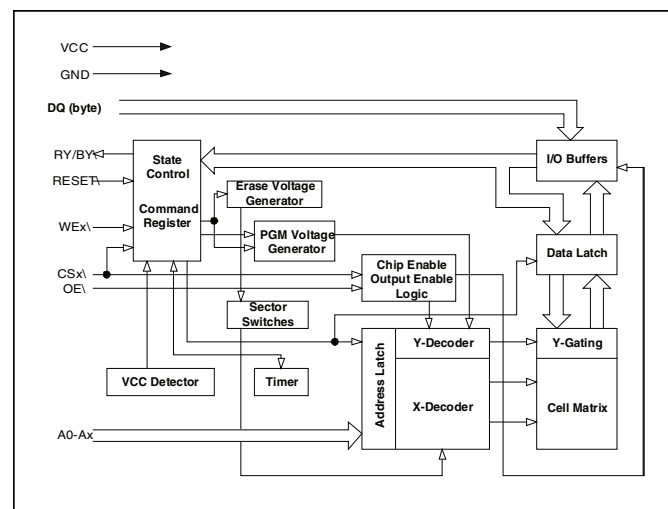 VCC
GND
DQ (byte)
RY/BY\
RESET\
WEx\
CSx\
OE\
A0-Ax
State
Control
Command
Register
Erase Voltage
Generator
PGM Voltage
Generator
Chip Enable
Output Enable
Logic
Sector
Switches
VCC Detector
Timer
Address Latch
Y-Decoder
X-Decoder
I/O Buffers
Data Latch
Y-Gating
Cell Matrix